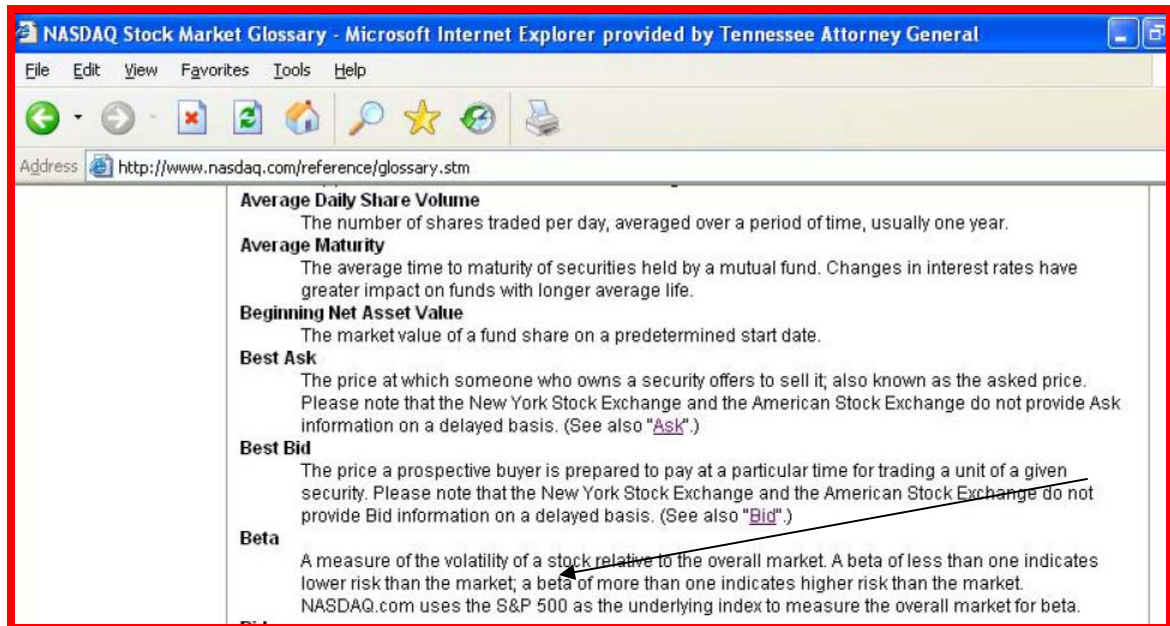 NASDAQ Stock Market Glossary - Microsoft Internet Explorer provided by Tennessee Attorney General
File Edit View Favorites Tools Help
Address http://www.nasdaq.com/reference/glossary.stm
Average Daily Share Volume
The number of shares traded per day, averaged over a period of time, usually one year.
Average Maturity
The average time to maturity of securities held by a mutual fund. Changes in interest rates have
greater impact on funds with longer average life.
Beginning Net Asset Value
The market value of a fund share on a predetermined start date.
Best Ask
The price at which someone who owns a security offers to sell it; also known as the asked price.
Please note that the New York Stock Exchange and the American Stock Exchange do not provide Ask
information on a delayed basis. (See also "Ask".)
Best Bid
The price a prospective buyer is prepared to pay at a particular time for trading a unit of a given
security. Please note that the New York Stock Exchange and the American Stock Exchange do not
provide Bid information on a delayed basis. (See also "Bid".)
Beta
A measure of the volatility of a stock relative to the overall market. A beta of less than one indicates
lower risk than the market; a beta of more than one indicates higher risk than the market.
NASDAQ.com uses the S&P 500 as the underlying index to measure the overall market for beta.